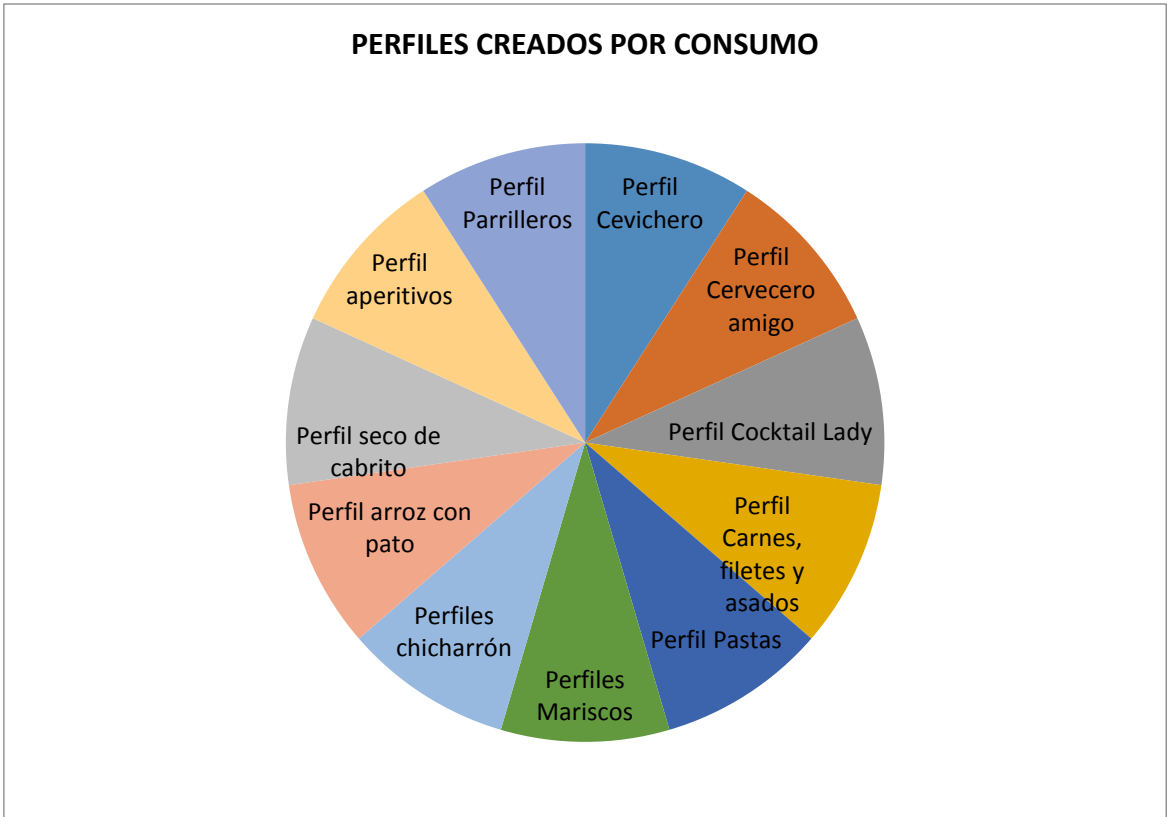 PERFILES CREADOS POR CONSUMO
Perfil
Cevichero
Perfil
Cervecero
amigo
Perfil Cocktail Lady
Perfil
Carnes,
filetes y
asados
Perfil Pastas
Perfiles
Mariscos
Perfiles
chicharrón
Perfil arroz con
pato
Perfil seco de
cabrito
Perfil
aperitivos
Perfil
Parrilleros